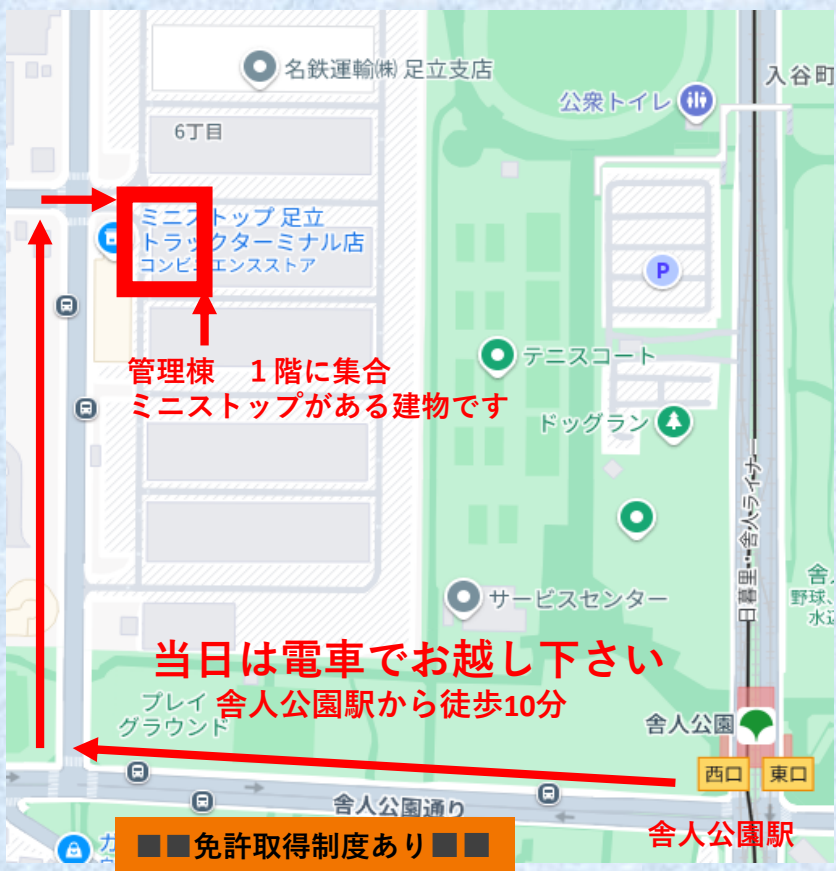 名鉄運輸㈱ 足立支店
入谷町
公衆トイレ
6丁目
ミニストップ 足立
トラックターミナル店
コンビニエンスストア
P
管理棟 １階に集合
ミニストップがある建物です
テニスコート
ドッグラン
日暮里・舎人ライナー
サービスセンター
舎
野球、
水辺
当日は電車でお越し下さい
プレイ
グラウンド
舎人公園駅から徒歩10分
舎人公園
西口
東口
舎人公園通り
舎人公園駅
■■免許取得制度あり■■